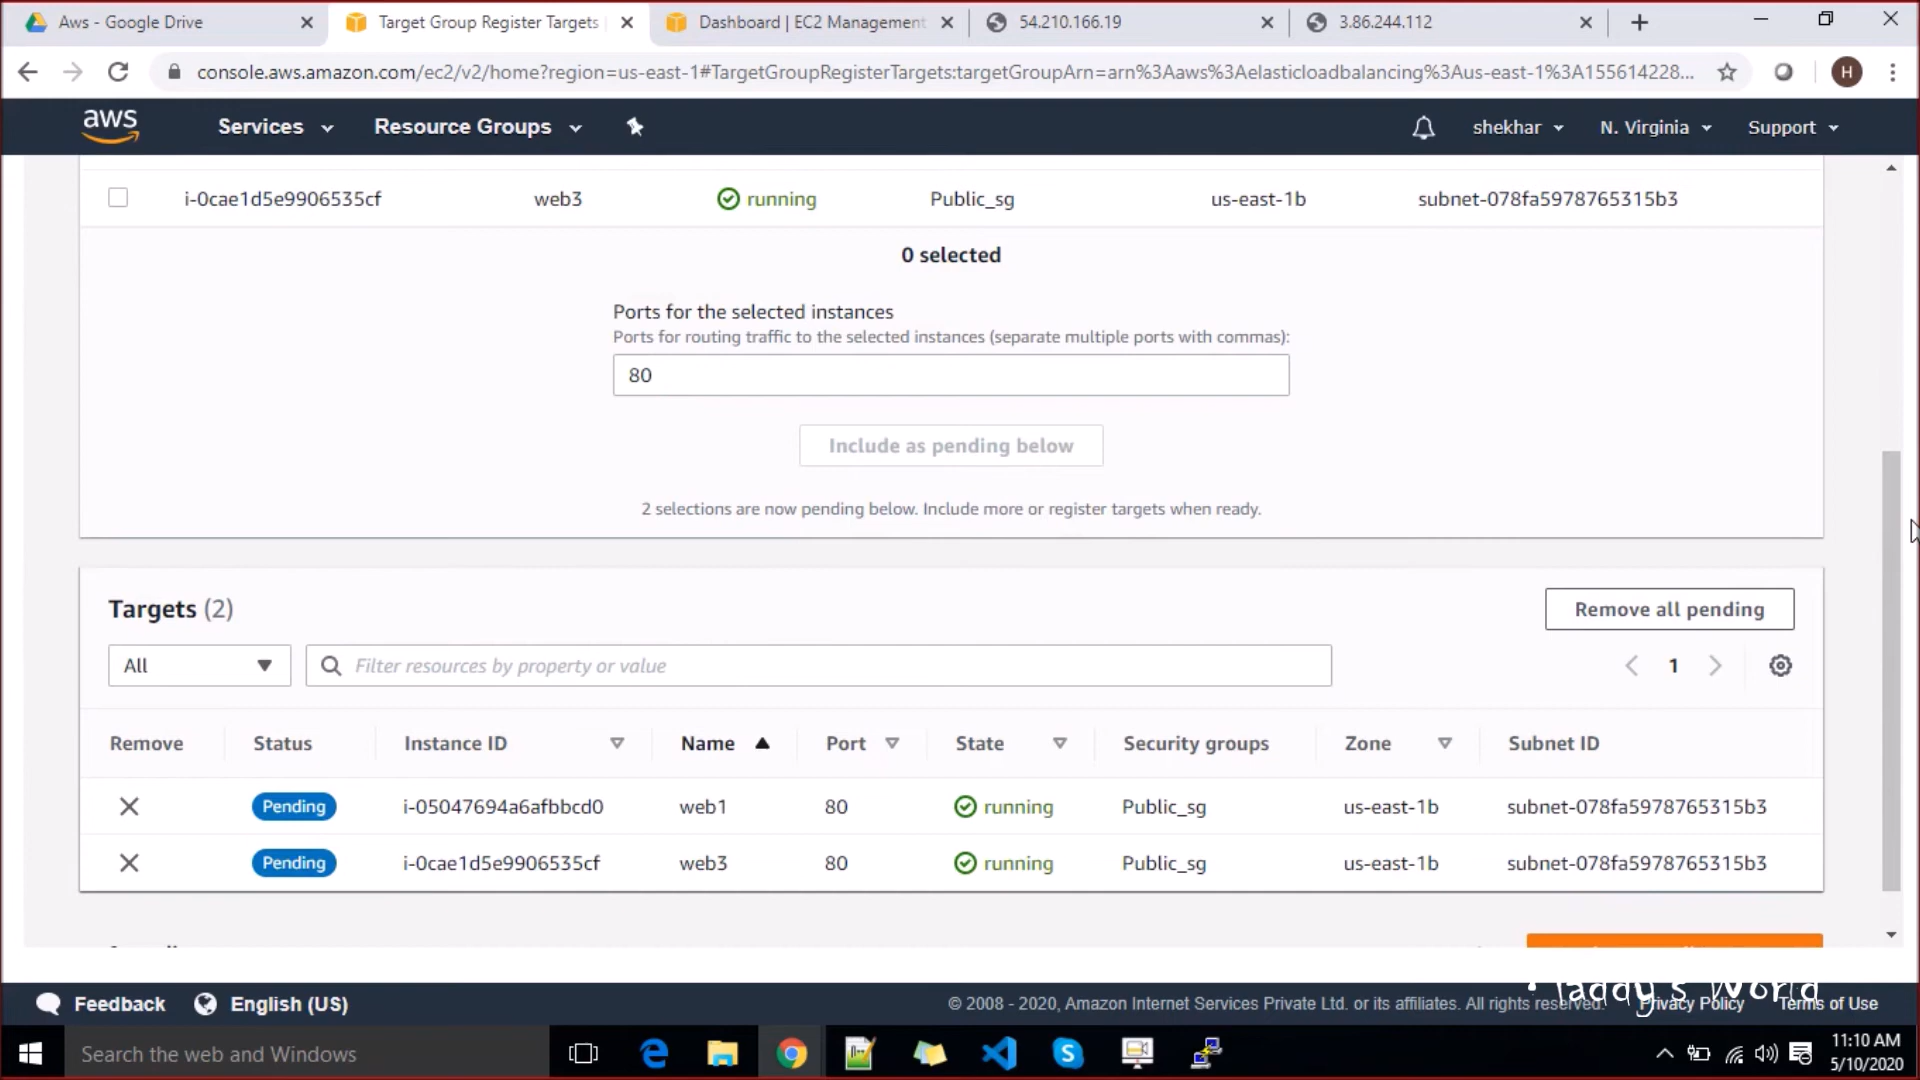 Aws - Google Drive
Target Group Register Targets
Dashboard | EC2 Management
54.210.166.19
3.86.244.112
console.aws.amazon.com/ec2/v2/home?region=us-east-1#TargetGroupRegisterTargets:targetGroupArn=arn%3Aaws%3Aelasticloadbalancing%3Aus-east-1%3A155614228...
H
aws
Services
Resource Groups
shekhar
N. Virginia
Support
i-0cae1d5e9906535cf web3 running Public_sg us-east-1b subnet-078fa5978765315b3
0 selected
Ports for the selected instances
Ports for routing traffic to the selected instances (separate multiple ports with commas):
80
Include as pending below
2 selections are now pending below. Include more or register targets when ready.
Targets (2)
Remove all pending
All
Filter resources by property or value
1
Remove Status Instance ID Name Port State Security groups Zone Subnet ID
Pending i-05047694a6afbbcd0 web1 80 running Public_sg us-east-1b subnet-078fa5978765315b3
Pending i-0cae1d5e9906535cf web3 80 running Public_sg us-east-1b subnet-078fa5978765315b3
Feedback
English (US)
© 2008 - 2020, Amazon Internet Services Private Ltd. or its affiliates. All rights reserved.
Privacy Policy
Terms of Use
Taddy's World
Search the web and Windows
11:10 AM
5/10/2020